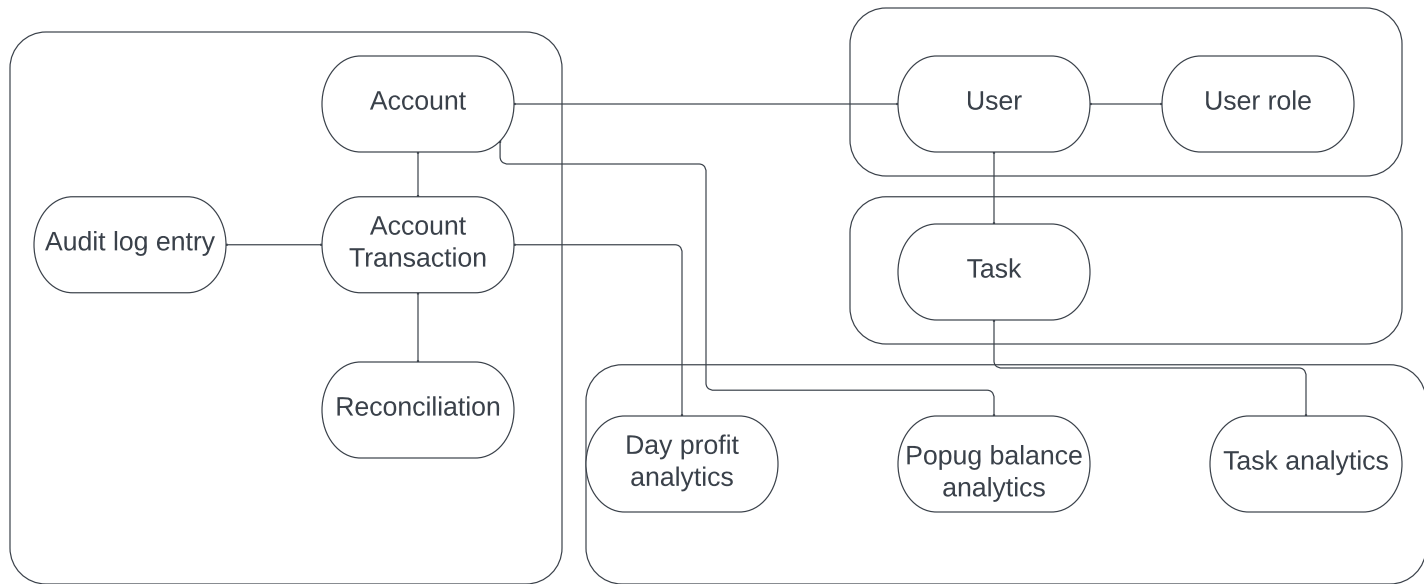 Account
User
User role
Audit log entry
Account
Transaction
Task
Reconciliation
Day profit
analytics
Popug balance
analytics
Task analytics